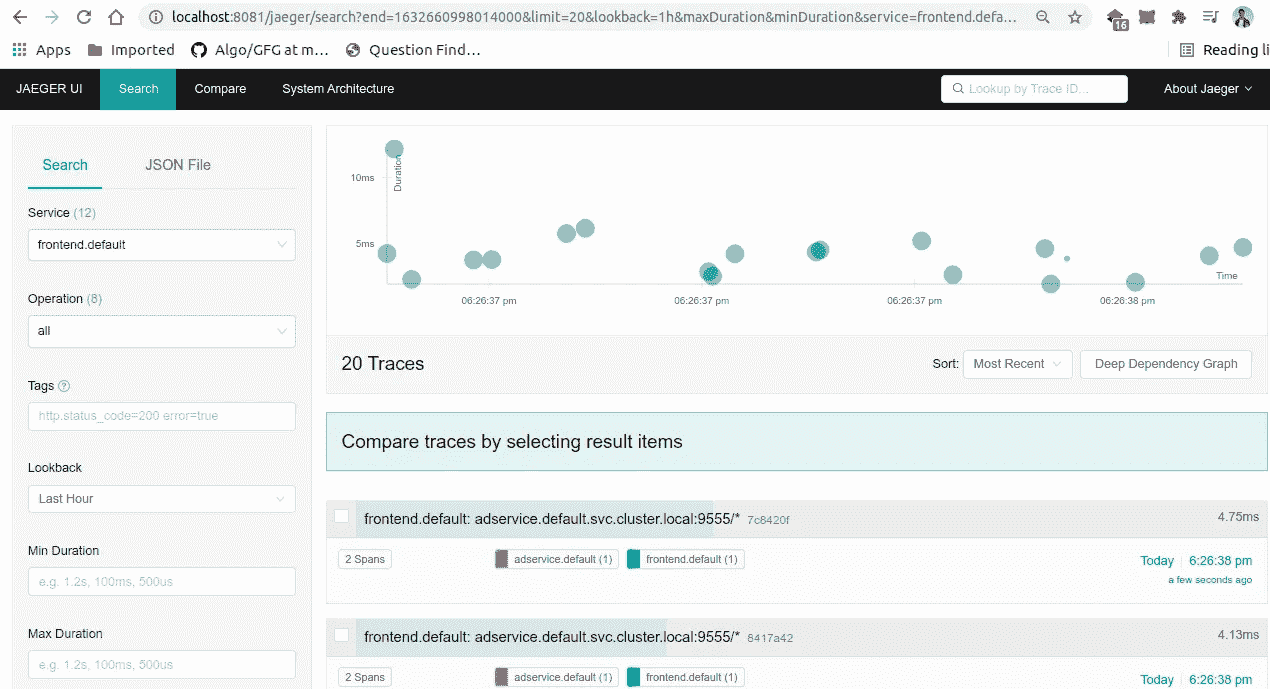 localhost:8081/jaeger/search?end=1632660998014000&limit=20&lookback=1h&maxDuration&minDuration&service=frontend.defa...
16
Apps Imported Algo/GFG at m... Question Find... Reading li
JAEGER UI Search Compare System Architecture Lookup by Trace ID... About Jaeger
Search JSON File
Service (12)
frontend.default
Operation (8)
all
Tags
http.status_code=200 error=true
Lookback
Last Hour
Min Duration
e.g. 1.2s, 100ms, 500us
Max Duration
e.g. 1.2s, 100ms, 500us
Duration
10ms
5ms
Time
06:26:37 pm 06:26:37 pm 06:26:37 pm 06:26:38 pm
20 Traces Sort: Most Recent Deep Dependency Graph
Compare traces by selecting result items
frontend.default: adservice.default.svc.cluster.local:9555/* 7c8420f 4.75ms
2 Spans adservice.default (1) frontend.default (1) Today 6:26:38 pm
a few seconds ago
frontend.default: adservice.default.svc.cluster.local:9555/* 8417a42 4.13ms
2 Spans adservice.default (1) frontend.default (1) Today 6:26:38 pm